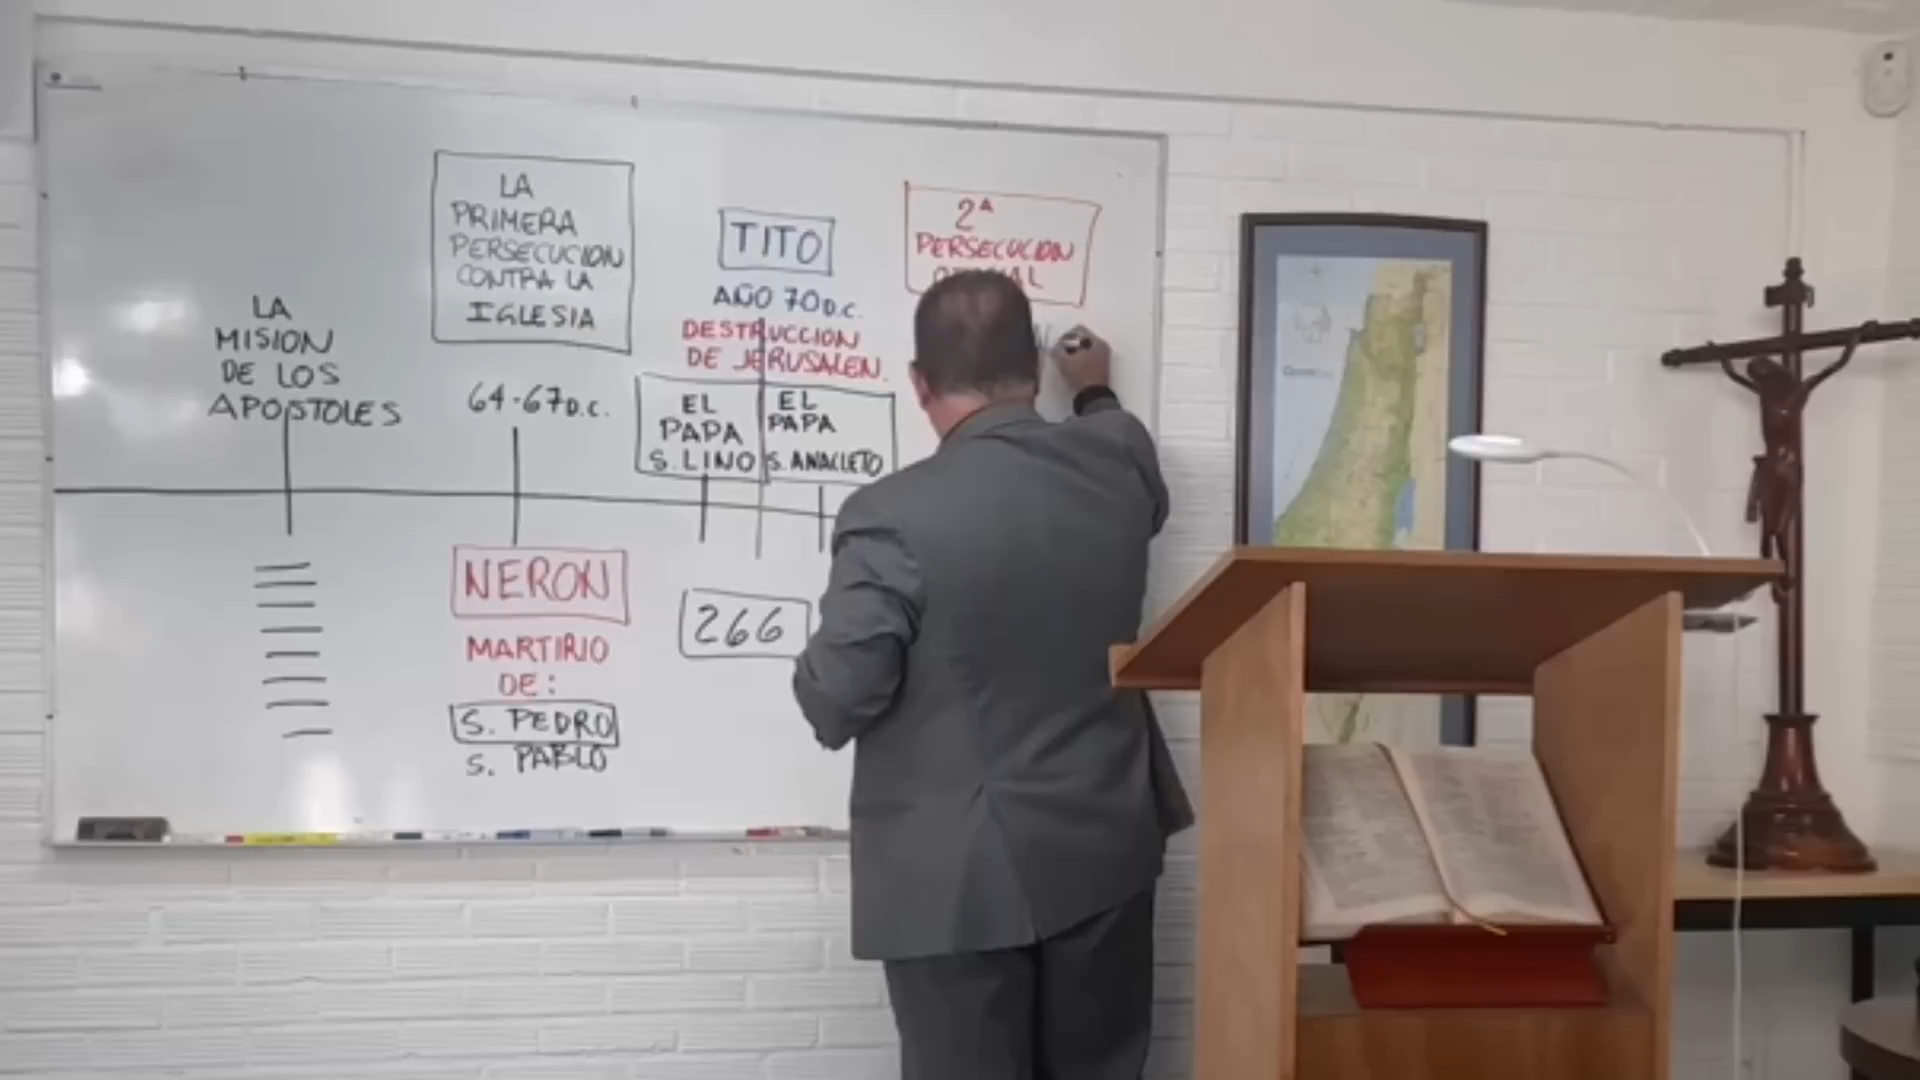 LA
MISION
DE LOS
APOSTOLES
LA
PRIMERA
PERSECUCION
CONTRA LA
IGLESIA
64-67 D.C.
NERON
MARTIRIO
DE:
S. PEDRO
S. PABLO
TITO
AÑO 70 D.C.
DESTRUCCION
DE JERUSALEN.
EL
PAPA
S. LINO
EL
PAPA
S. ANACLETO
266
2A
PERSECUCION